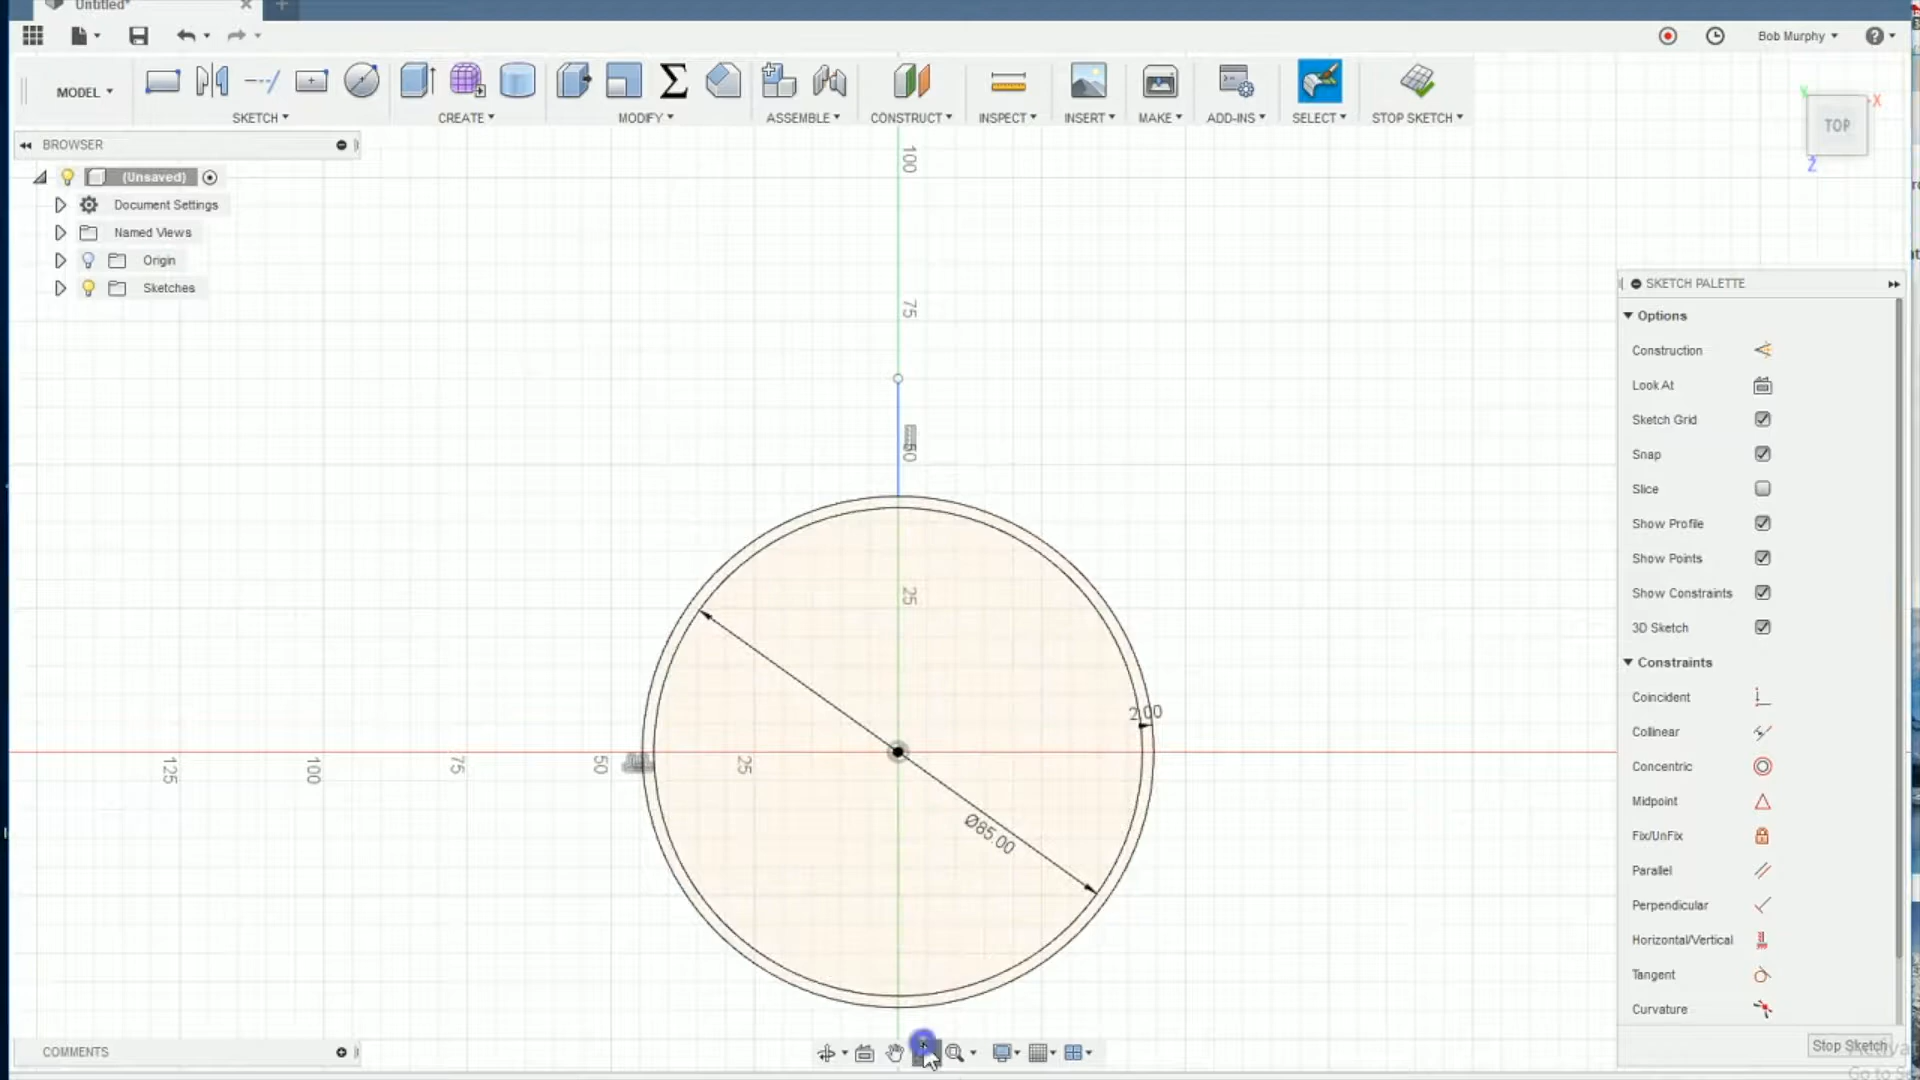 Untitled*
Bob Murphy
MODEL
SKETCH
CREATE
MODIFY
ASSEMBLE
CONSTRUCT
INSPECT
INSERT
MAKE
ADD-INS
SELECT
STOP SKETCH
BROWSER
(Unsaved)
Document Settings
Named Views
Origin
Sketches
Y
X
TOP
Z
100
75
50
25
125
100
75
50
25
2.00
Ø85.00
SKETCH PALETTE
Options
Construction
Look At
Sketch Grid
Snap
Slice
Show Profile
Show Points
Show Constraints
3D Sketch
Constraints
Coincident
Collinear
Concentric
Midpoint
Fix/UnFix
Parallel
Perpendicular
Horizontal/Vertical
Tangent
Curvature
Stop Sketch
COMMENTS